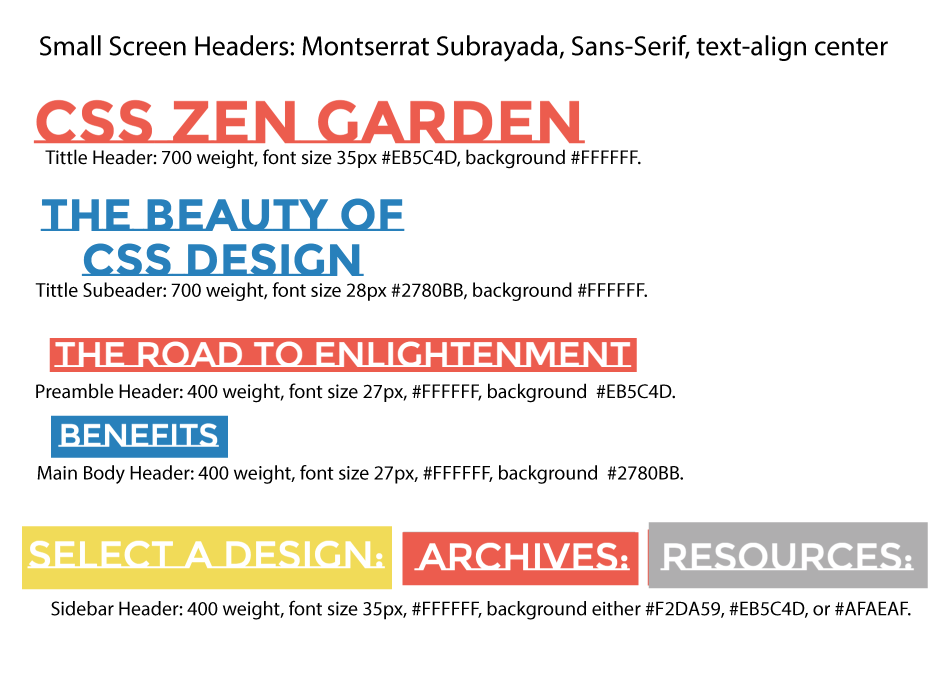 Small Screen Headers: Montserrat Subrayada, Sans-Serif, text-align center
CSS ZEN GARDEN
Tittle Header: 700 weight, font size 35px #EB5C4D, background #FFFFFF.
THE BEAUTY OF
CSS DESIGN
Tittle Subeader: 700 weight, font size 28px #2780BB, background #FFFFFF.
THE ROAD TO ENLIGHTENMENT
Preamble Header: 400 weight, font size 27px, #FFFFFF, background  #EB5C4D.
BENEFITS
Main Body Header: 400 weight, font size 27px, #FFFFFF, background  #2780BB.
SELECT A DESIGN: ARCHIVES: RESOURCES:
Sidebar Header: 400 weight, font size 35px, #FFFFFF, background either #F2DA59, #EB5C4D, or #AFAEAF.